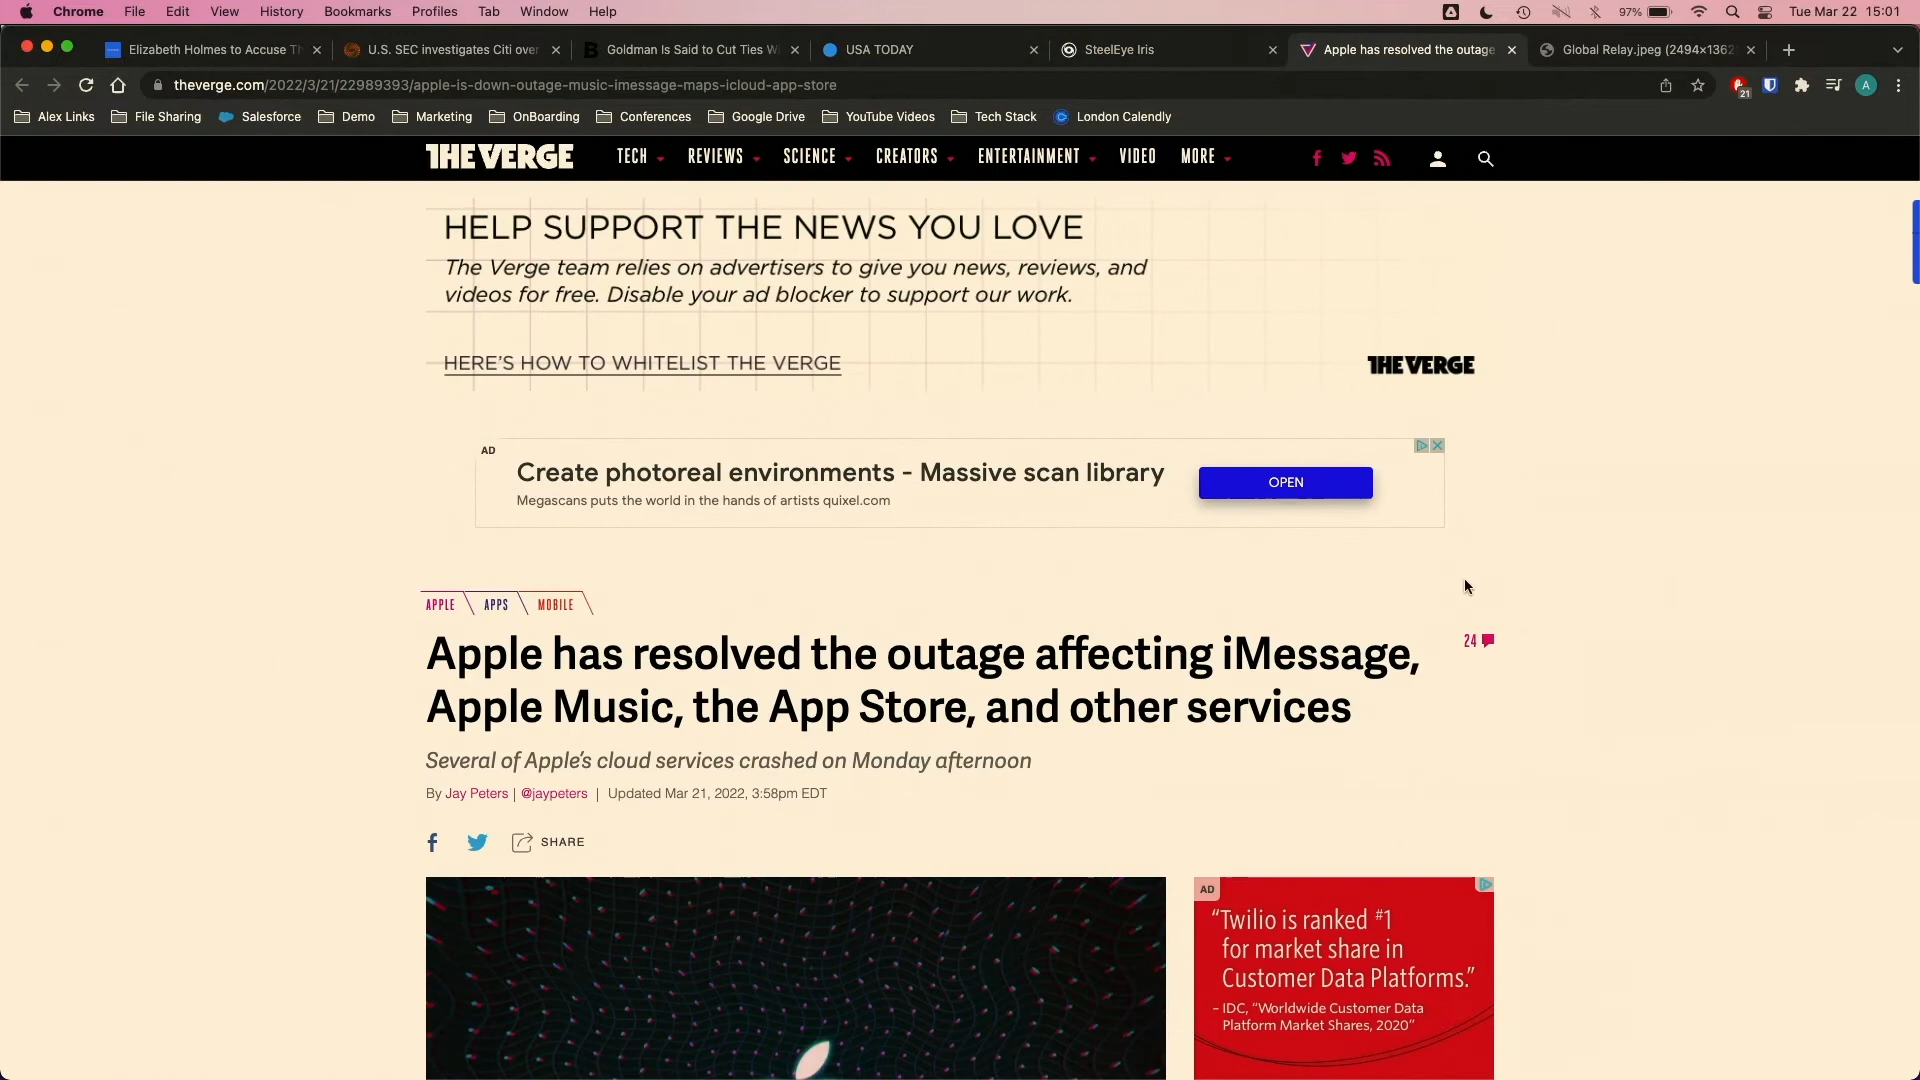 Chrome File Edit View History Bookmarks Profiles Tab Window Help 97% Tue Mar 22 15:01
Elizabeth Holmes to Accuse Th U.S. SEC investigates Citi over Goldman Is Said to Cut Ties Wi USA TODAY SteelEye Iris Apple has resolved the outage Global Relay.jpeg (2494×1362
theverge.com/2022/3/21/22989393/apple-is-down-outage-music-imessage-maps-icloud-app-store 21 A
Alex Links File Sharing Salesforce Demo Marketing OnBoarding Conferences Google Drive YouTube Videos Tech Stack London Calendly
THE VERGE TECH REVIEWS SCIENCE CREATORS ENTERTAINMENT VIDEO MORE
HELP SUPPORT THE NEWS YOU LOVE
The Verge team relies on advertisers to give you news, reviews, and
videos for free. Disable your ad blocker to support our work.
HERE'S HOW TO WHITELIST THE VERGE
THE VERGE
AD
Create photoreal environments - Massive scan library
Megascans puts the world in the hands of artists quixel.com
OPEN
APPLE APPS MOBILE
Apple has resolved the outage affecting iMessage,
Apple Music, the App Store, and other services
24
Several of Apple's cloud services crashed on Monday afternoon
By Jay Peters | @jaypeters | Updated Mar 21, 2022, 3:58pm EDT
SHARE
AD
"Twilio is ranked #1
for market share in
Customer Data Platforms."
– IDC, "Worldwide Customer Data
Platform Market Shares, 2020"